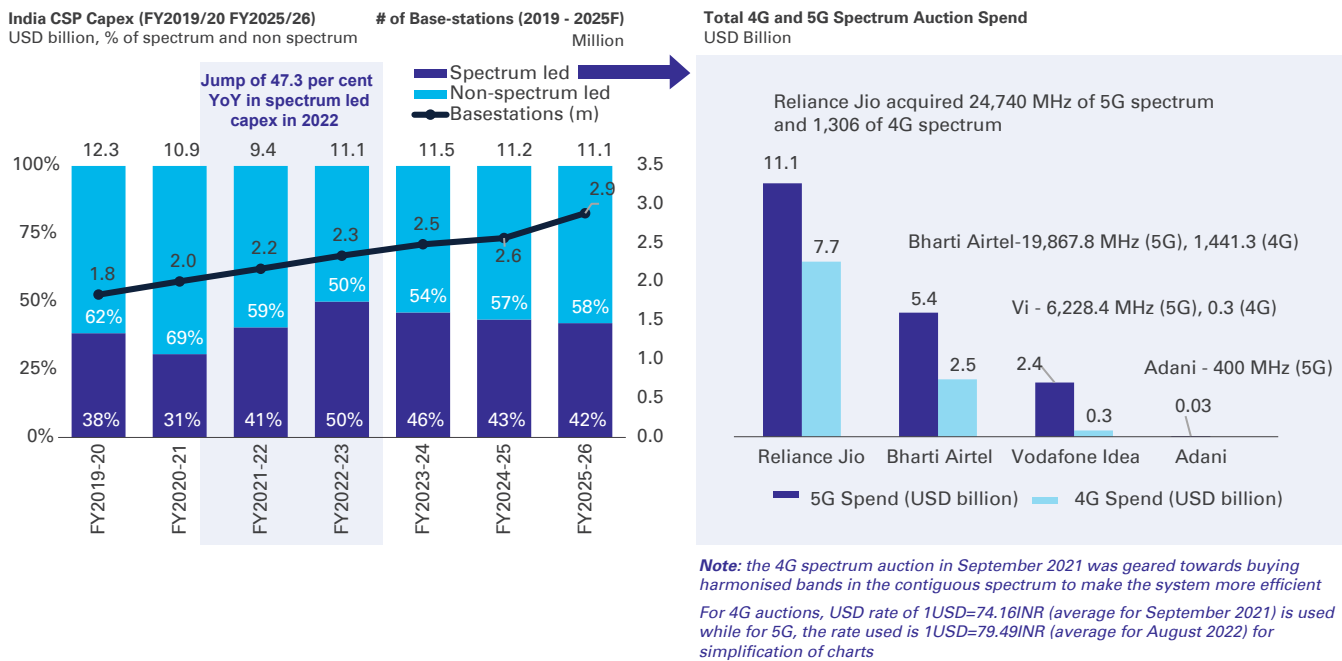 India CSP Capex (FY2019/20 FY2025/26)
USD billion, % of spectrum and non spectrum
# of Base-stations (2019 - 2025F)
Million
Jump of 47.3 per cent
YoY in spectrum led
capex in 2022
Spectrum led
Non-spectrum led
Basestations (m)
12.3 10.9 9.4 11.1 11.5 11.2 11.1
100%
75%
50%
25%
0%
3.5
3.0
2.5
2.0
1.5
1.0
0.5
0.0
1.8 2.0 2.2 2.3 2.5 2.6 2.9
62% 69% 59% 50% 54% 57% 58%
38% 31% 41% 50% 46% 43% 42%
FY2019-20
FY2020-21
FY2021-22
FY2022-23
FY2023-24
FY2024-25
FY2025-26
Total 4G and 5G Spectrum Auction Spend
USD Billion
Reliance Jio acquired 24,740 MHz of 5G spectrum
and 1,306 of 4G spectrum
11.1
7.7
Bharti Airtel-19,867.8 MHz (5G), 1,441.3 (4G)
5.4
2.5
Vi - 6,228.4 MHz (5G), 0.3 (4G)
2.4
0.3
Adani - 400 MHz (5G)
0.03
Reliance Jio Bharti Airtel Vodafone Idea Adani
5G Spend (USD billion) 4G Spend (USD billion)
Note: the 4G spectrum auction in September 2021 was geared towards buying
harmonised bands in the contiguous spectrum to make the system more efficient
For 4G auctions, USD rate of 1USD=74.16INR (average for September 2021) is used
while for 5G, the rate used is 1USD=79.49INR (average for August 2022) for
simplification of charts